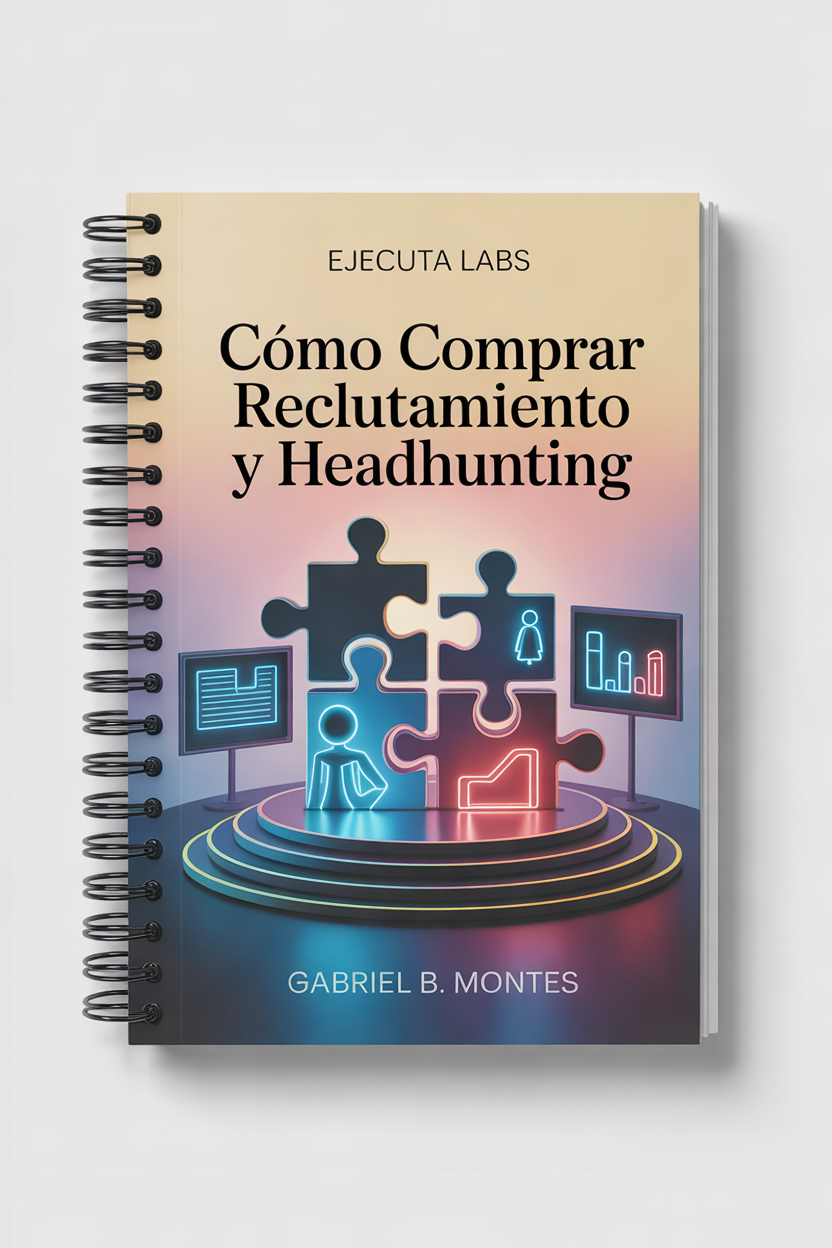 EJECUTA LABS
Cómo Comprar
Reclutamiento
y Headhunting
GABRIEL B. MONTES